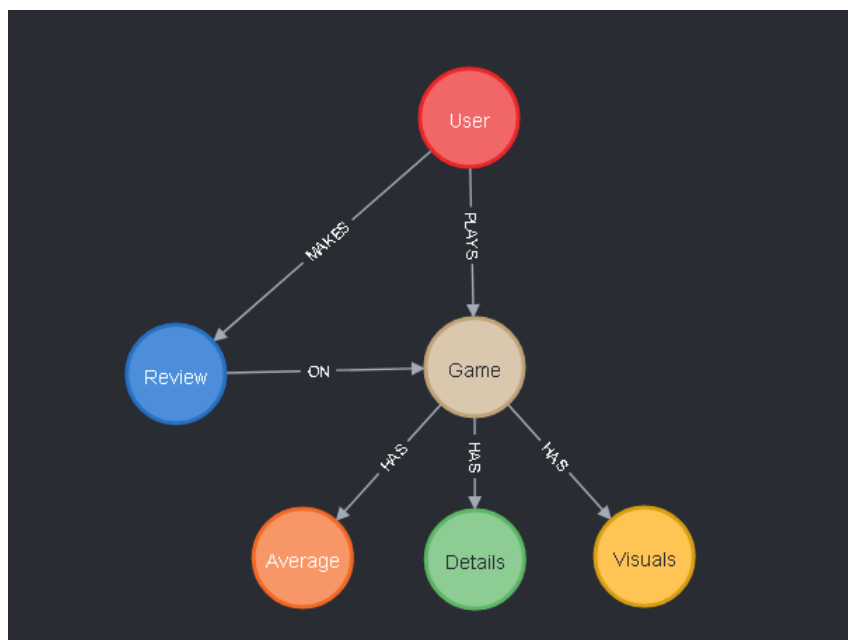 User
MAKES
PLAYS
Review
ON
Game
HAS
HAS
HAS
Average
Details
Visuals